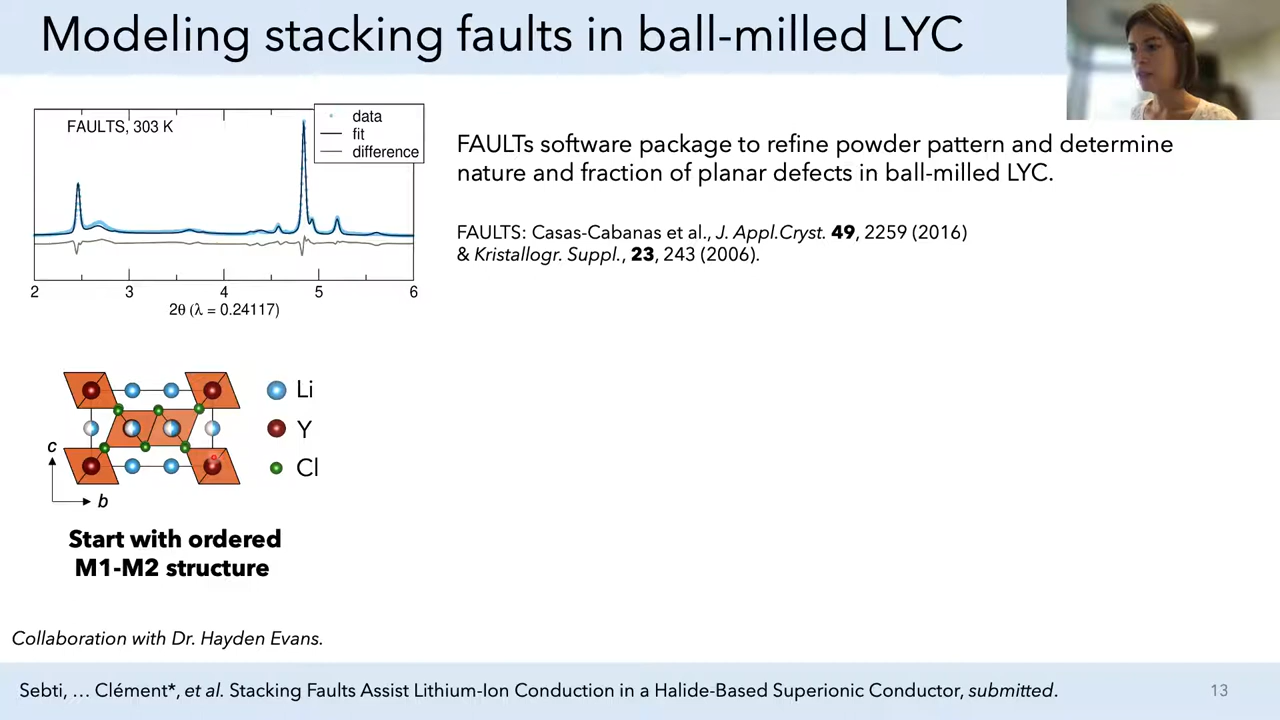 Modeling stacking faults in ball-milled LYC
FAULTS, 303 K
data
fit
difference
2 3 4 5 6
2θ (λ = 0.24117)
FAULTs software package to refine powder pattern and determine
nature and fraction of planar defects in ball-milled LYC.
FAULTS: Casas-Cabanas et al., J. Appl.Cryst. 49, 2259 (2016)
& Kristallogr. Suppl., 23, 243 (2006).
Li
Y
Cl
c
b
Start with ordered
M1-M2 structure
Collaboration with Dr. Hayden Evans.
Sebti, … Clément*, et al. Stacking Faults Assist Lithium-Ion Conduction in a Halide-Based Superionic Conductor, submitted.
13